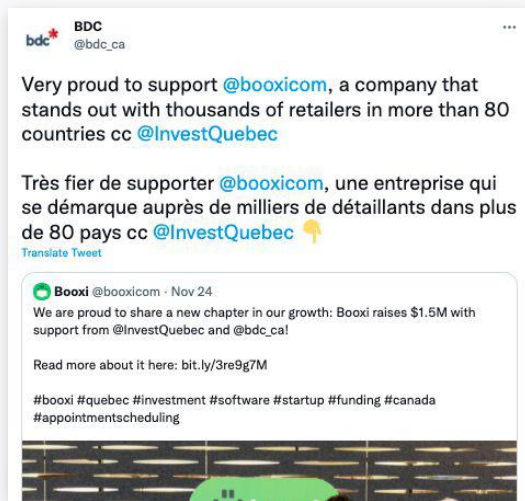 bdc*
BDC
@bdc_ca
...
Very proud to support @booxicom, a company that
stands out with thousands of retailers in more than 80
countries cc @InvestQuebec
Très fier de supporter @booxicom, une entreprise qui
se démarque auprès de milliers de détaillants dans plus
de 80 pays cc @InvestQuebec 👇
Translate Tweet
Booxi @booxicom · Nov 24
We are proud to share a new chapter in our growth: Booxi raises $1.5M with
support from @InvestQuebec and @bdc_ca!
Read more about it here: bit.ly/3re9g7M
#booxi #quebec #investment #software #startup #funding #canada
#appointmentscheduling